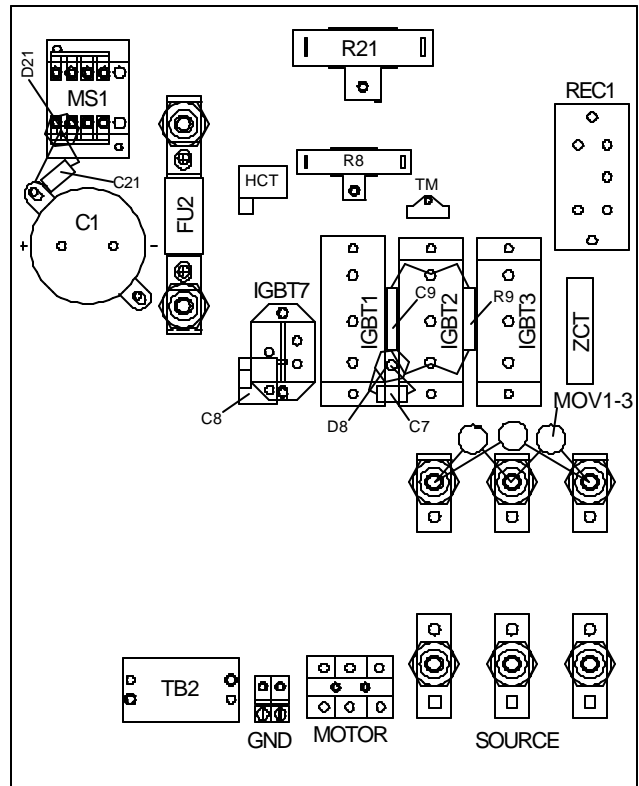 R21
D21
MS1
REC1
R8
HCT
TM
C21
C1
+
-
FU2
IGBT7
IGBT1
C9
IGBT2
R9
IGBT3
ZCT
C8
D8
C7
MOV1-3
TB2
GND
MOTOR
SOURCE